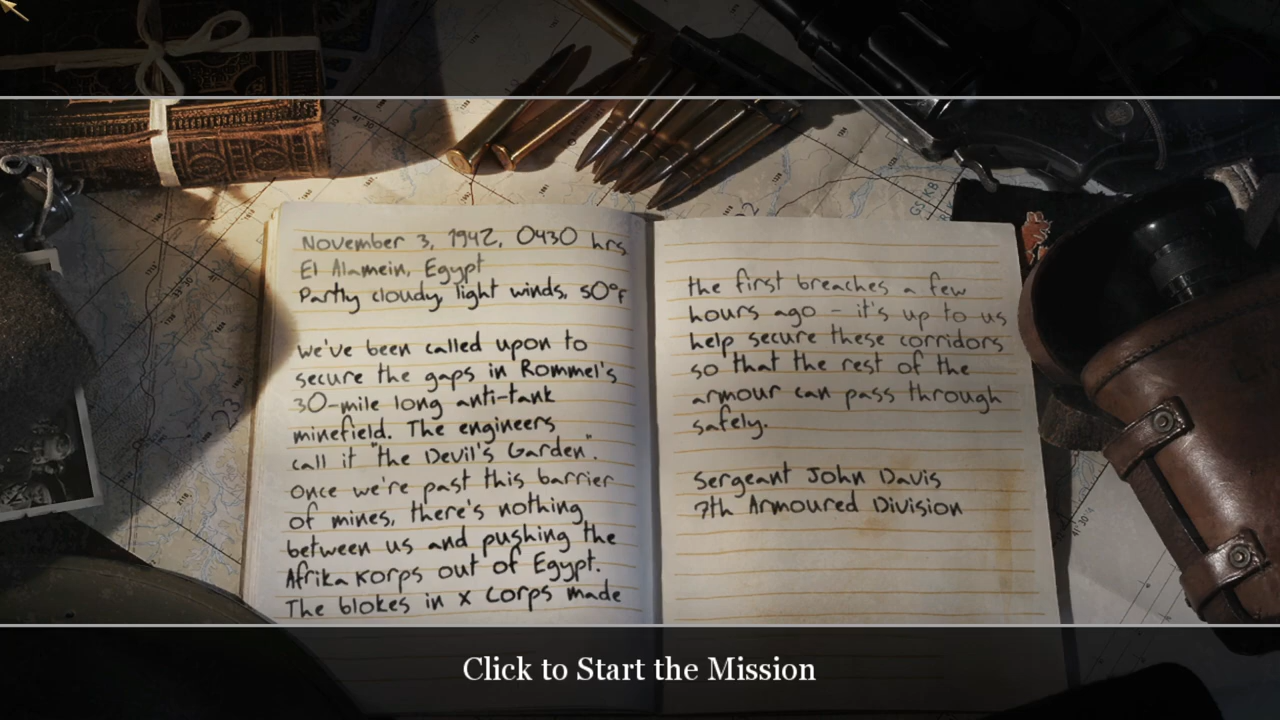 November 3, 1942, 0430 hrs
El Alamein, Egypt
Partly cloudy, light winds, 50°F
We've been called upon to
secure the gaps in Rommel's
30-mile long anti-tank
minefield. The engineers
call it "the Devil's Garden".
Once we're past this barrier
of mines, there's nothing
between us and pushing the
Afrika Korps out of Egypt.
The blokes in X Corps made
the first breaches a few
hours ago - it's up to us
help secure these corridors
so that the rest of the
armour can pass through
safely.
Sergeant John Davis
7th Armoured Division
Click to Start the Mission